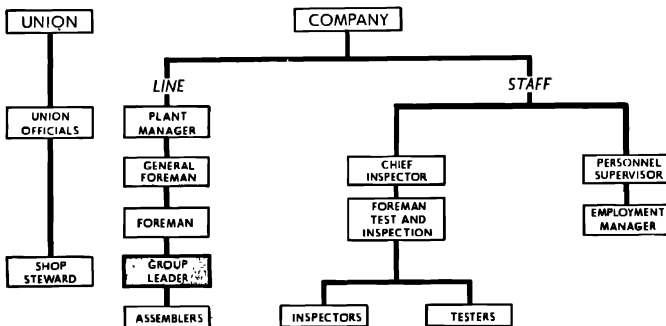 UNION
COMPANY
LINE
STAFF
UNION
OFFICIALS
PLANT
MANAGER
GENERAL
FOREMAN
CHIEF
INSPECTOR
PERSONNEL
SUPERVISOR
FOREMAN
FOREMAN
TEST AND
INSPECTION
EMPLOYMENT
MANAGER
SHOP
STEWARD
GROUP
LEADER
ASSEMBLERS
INSPECTORS
TESTERS